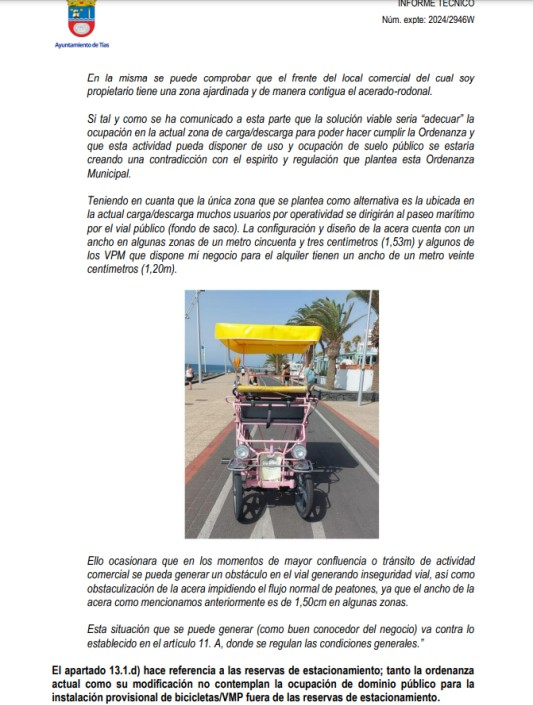 INFORME TÉCNICO
Núm. expte: 2024/2946W
Ayuntamiento de Tías
En la misma se puede comprobar que el frente del local comercial del cual soy
propietario tiene una zona ajardinada y de manera contigua el acerado-rodonal.
Si tal y como se ha comunicado a esta parte que la solución viable seria “adecuar” la
ocupación en la actual zona de carga/descarga para poder hacer cumplir la Ordenanza y
que esta actividad pueda disponer de uso y ocupación de suelo público se estaría
creando una contradicción con el espirito y regulación que plantea esta Ordenanza
Municipal.
Teniendo en cuanta que la única zona que se plantea como alternativa es la ubicada en
la actual carga/descarga muchos usuarios por operatividad se dirigirán al paseo marítimo
por el vial público (fondo de saco). La configuración y diseño de la acera cuenta con un
ancho en algunas zonas de un metro cincuenta y tres centímetros (1,53m) y algunos de
los VPM que dispone mi negocio para el alquiler tienen un ancho de un metro veinte
centímetros (1,20m).
Ello ocasionara que en los momentos de mayor confluencia o tránsito de actividad
comercial se pueda generar un obstáculo en el vial generando inseguridad vial, así como
obstaculización de la acera impidiendo el flujo normal de peatones, ya que el ancho de la
acera como mencionamos anteriormente es de 1,50cm en algunas zonas.
Esta situación que se puede generar (como buen conocedor del negocio) va contra lo
establecido en el artículo 11. A, donde se regulan las condiciones generales.”
El apartado 13.1.d) hace referencia a las reservas de estacionamiento; tanto la ordenanza
actual como su modificación no contemplan la ocupación de dominio público para la
instalación provisional de bicicletas/VMP fuera de las reservas de estacionamiento.